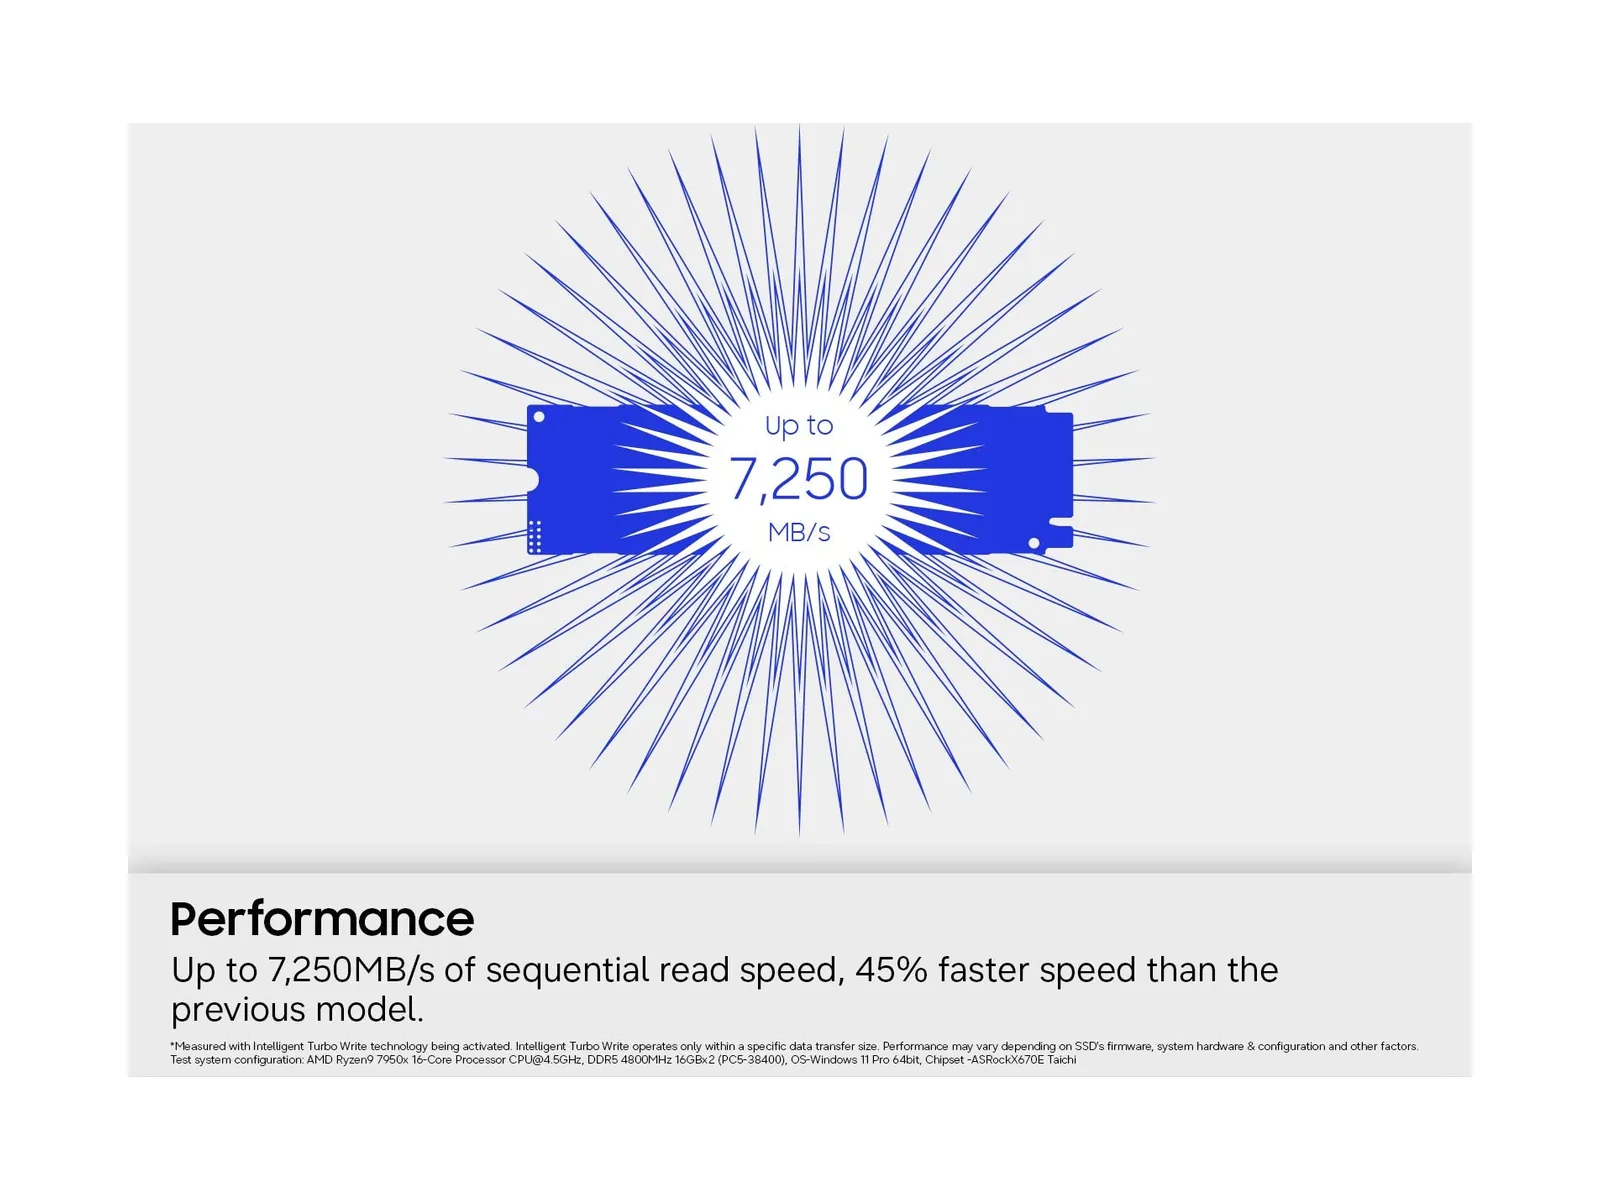 Up to
7,250
MB/s
Performance
Up to 7,250MB/s of sequential read speed, 45% faster speed than the
previous model.
*Measured with Intelligent Turbo Write technology being activated. Intelligent Turbo Write operates only within a specific data transfer size. Performance may vary depending on SSD's firmware, system hardware & configuration and other factors.
Test system configuration: AMD Ryzen9 7950x 16-Core Processor CPU@4.5GHz, DDR5 4800MHz 16GBx2 (PC5-38400), OS-Windows 11 Pro 64bit, Chipset -ASRockX670E Taichi